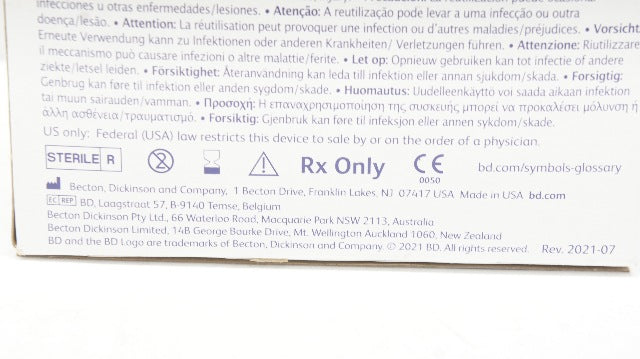 infecciones u otras enfermedades/lesiones. • Atenção: A reutilização pode levar a uma infecção ou outra
doença/lesão. • Attention: La réutilisation peut provoquer une infection ou d'autres maladies/préjudices. • Vorsicht
Erneute Verwendung kann zu Infektionen oder anderen Krankheiten/ Verletzungen führen. • Attenzione: Riutilizzare
il meccanismo può causare infezioni o altre malattie/ferite. • Let op: Opnieuw gebruiken kan tot infectie of andere
ziekte/letsel leiden. • Försiktighet: Återanvändning kan leda till infektion eller annan sjukdom/skada. • Forsigtig:
Genbrug kan føre til infektion eller anden sygdom/skade. • Huomautus: Uudelleenkäyttö voi saada aikaan infektion
tai muun sairauden/vamman. • Προσοχή: Η επαναχρησιμοποίηση της συσκευής μπορεί να προκαλέσει μόλυνση ή
άλλη ασθένεια/τραυματισμό. • Forsiktig: Gjenbruk kan føre til infeksjon eller annen sykdom/skade.
US only: Federal (USA) law restricts this device to sale by or on the order of a physician.
STERILE R 2 Rx Only CE 0050 bd.com/symbols-glossary
Becton, Dickinson and Company, 1 Becton Drive, Franklin Lakes, NJ 07417 USA Made in USA bd.com
EC REP BD, Laagstraat 57, B-9140 Temse, Belgium
Becton Dickinson Pty Ltd., 66 Waterloo Road, Macquarie Park NSW 2113, Australia
Becton Dickinson Limited, 14B George Bourke Drive, Mt. Wellington Auckland 1060, New Zealand
BD and the BD Logo are trademarks of Becton, Dickinson and Company © 2021 BD. All rights reserved. Rev. 2021-07